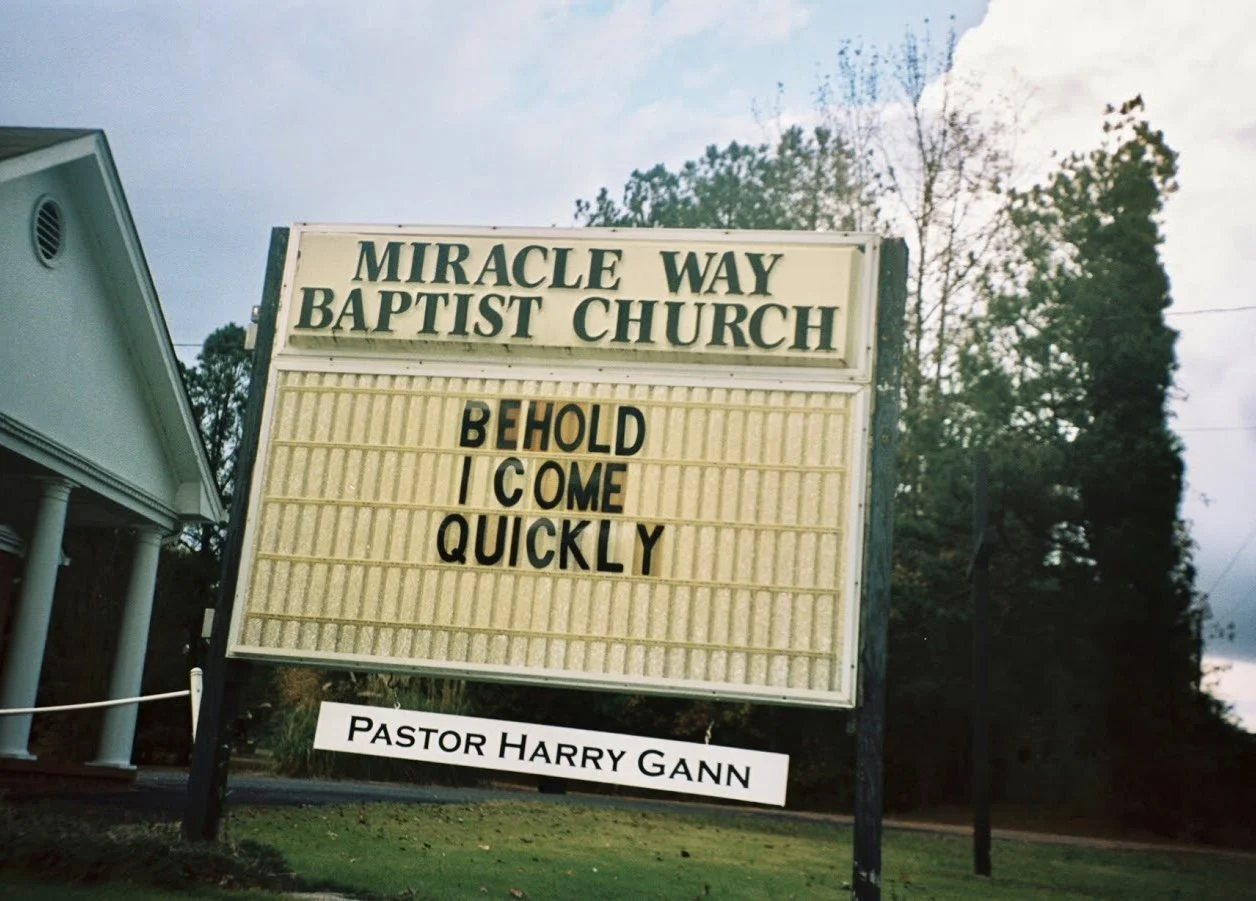 MIRACLE WAY
BAPTIST CHURCH
BEHOLD
I COME
QUICKLY
PASTOR HARRY GANN